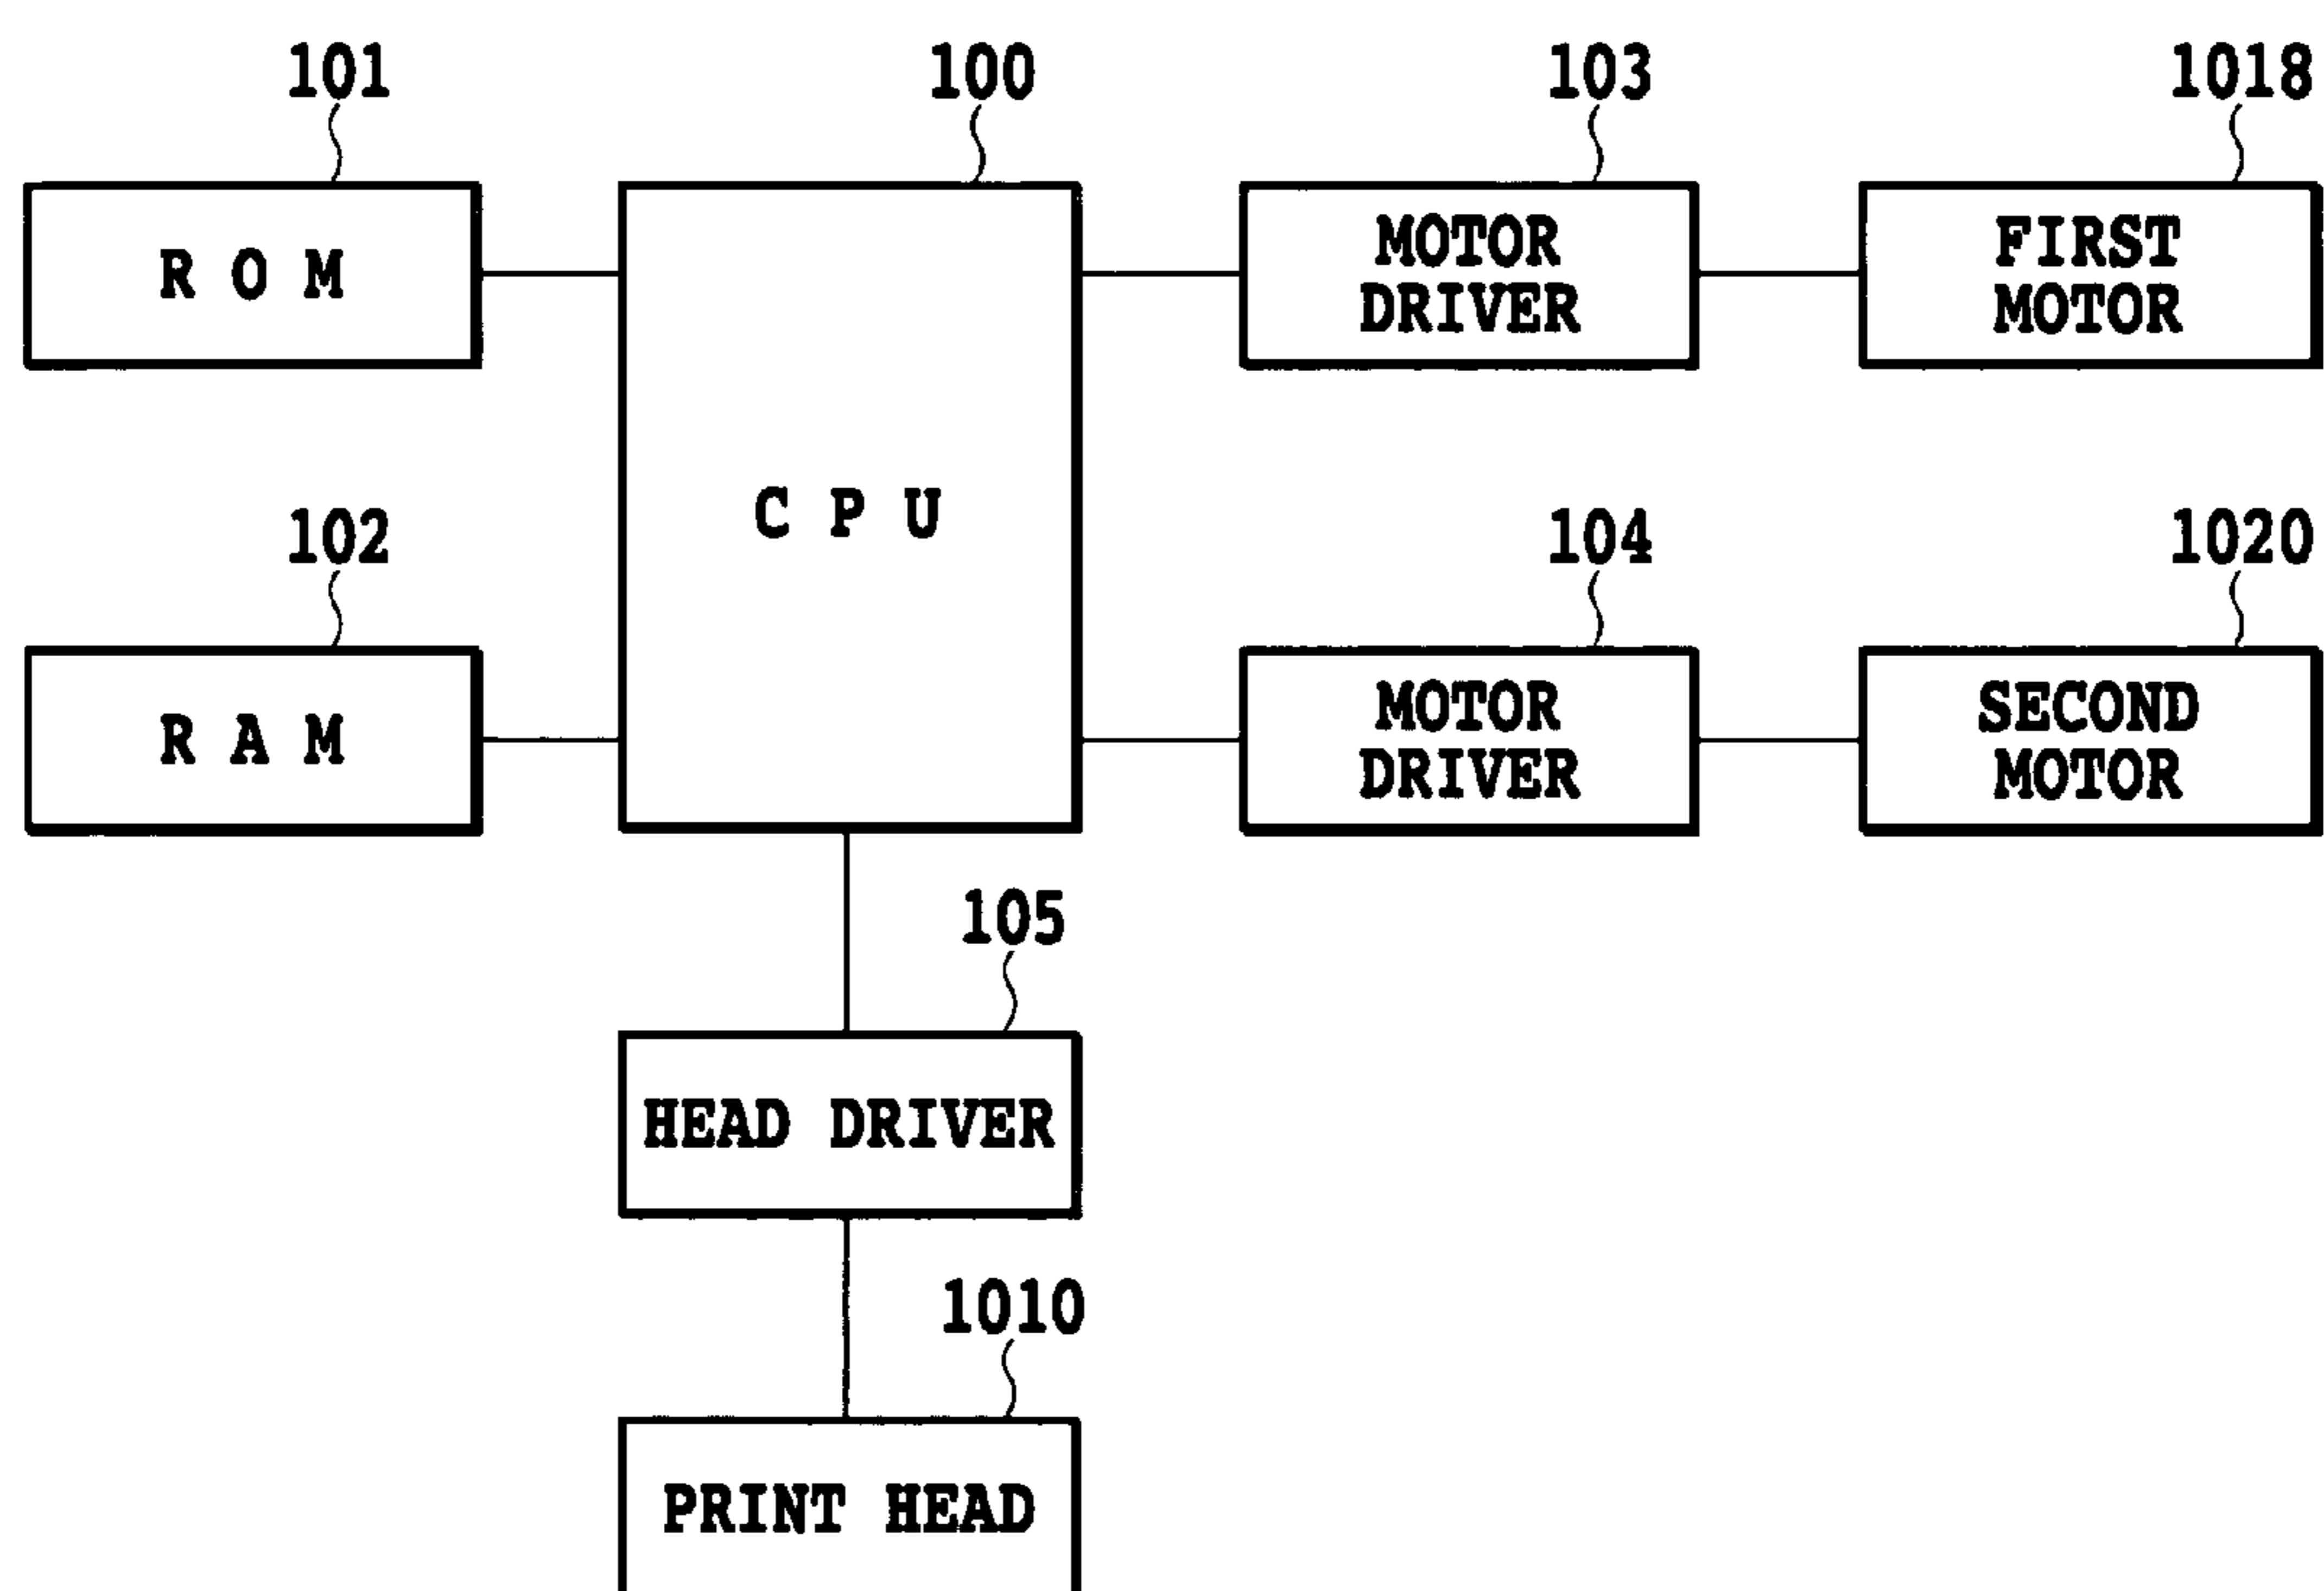 101
100
103
1018
R O M
MOTOR
DRIVER
FIRST
MOTOR
C P U
102
104
1020
R A M
MOTOR
DRIVER
SECOND
MOTOR
105
HEAD DRIVER
1010
PRINT HEAD